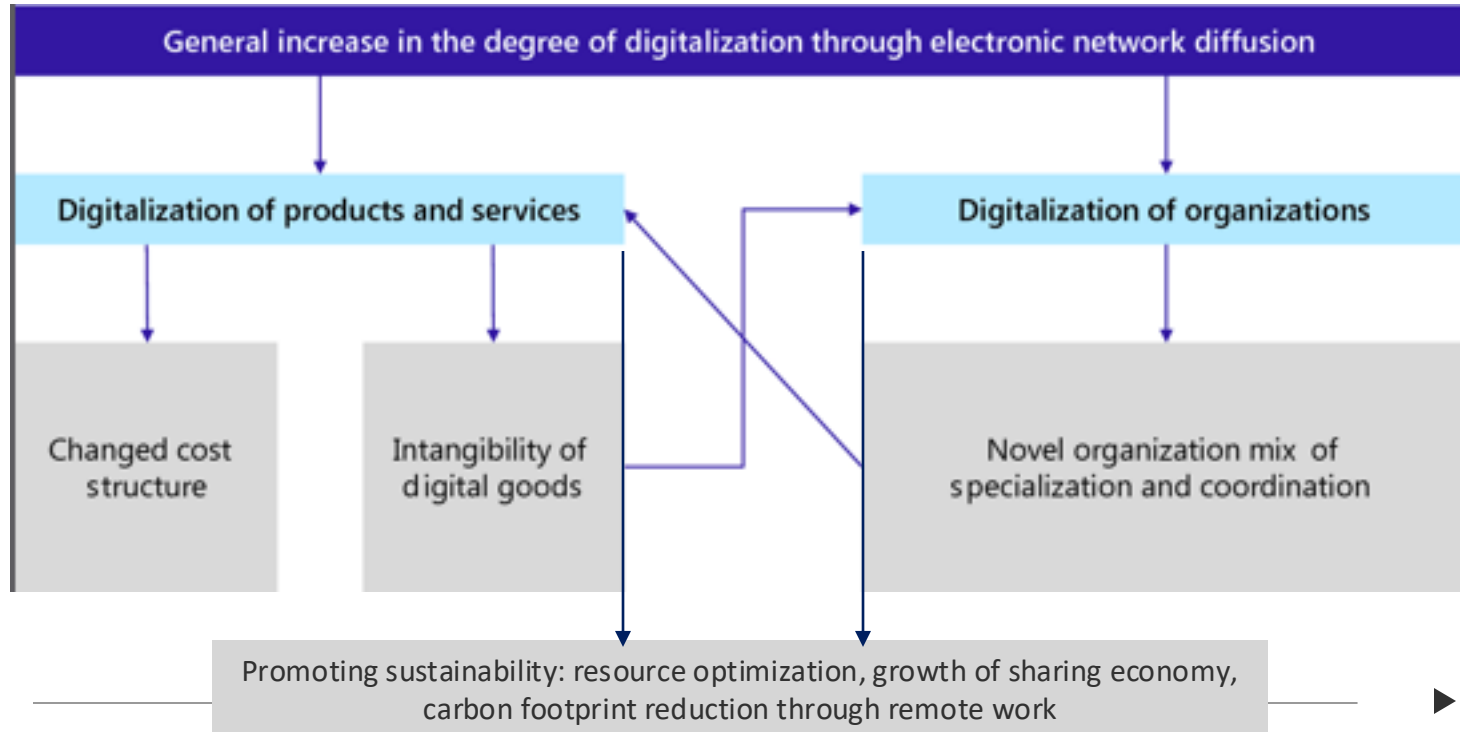 General increase in the degree of digitalization through electronic network diffusion
Digitalization of products and services
Digitalization of organizations
Changed cost
structure
Intangibility of
digital goods
Novel organization mix of
specialization and coordination
Promoting sustainability: resource optimization, growth of sharing economy,
carbon footprint reduction through remote work